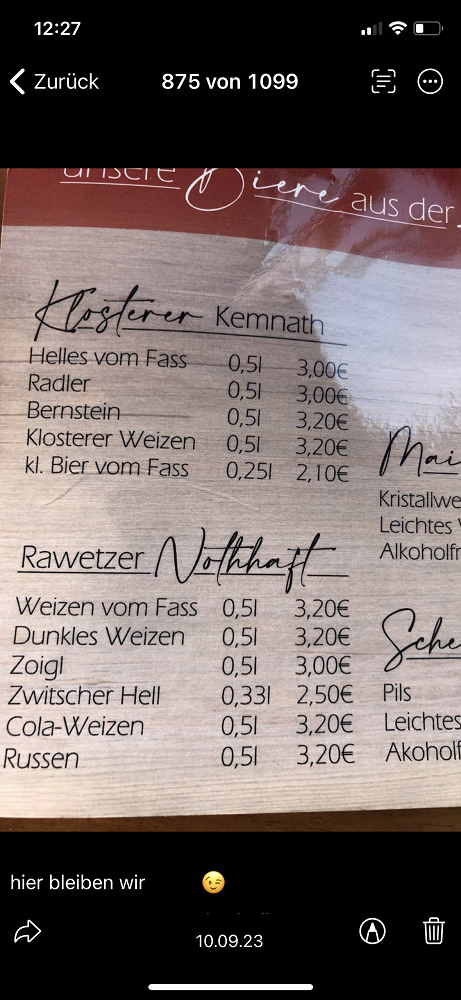 12:27
Zurück
875 von 1099
unsere Biere aus der
Klosterer Kemnath
Helles vom Fass 0,5l 3,00€
Radler 0,5l 3,00€
Bernstein 0,5l 3,20€
Klosterer Weizen 0,5l 3,20€
kl. Bier vom Fass 0,25l 2,10€
Rawetzer Nothhaft
Weizen vom Fass 0,5l 3,20€
Dunkles Weizen 0,5l 3,20€
Zoigl 0,5l 3,00€
Zwitscher Hell 0,33l 2,50€
Cola-Weizen 0,5l 3,20€
Russen 0,5l 3,20€
Mai
Kristallwe
Leichtes
Alkoholfr
Sche
Pils
Leichtes
Akoholf
hier bleiben wir 😉
10.09.23